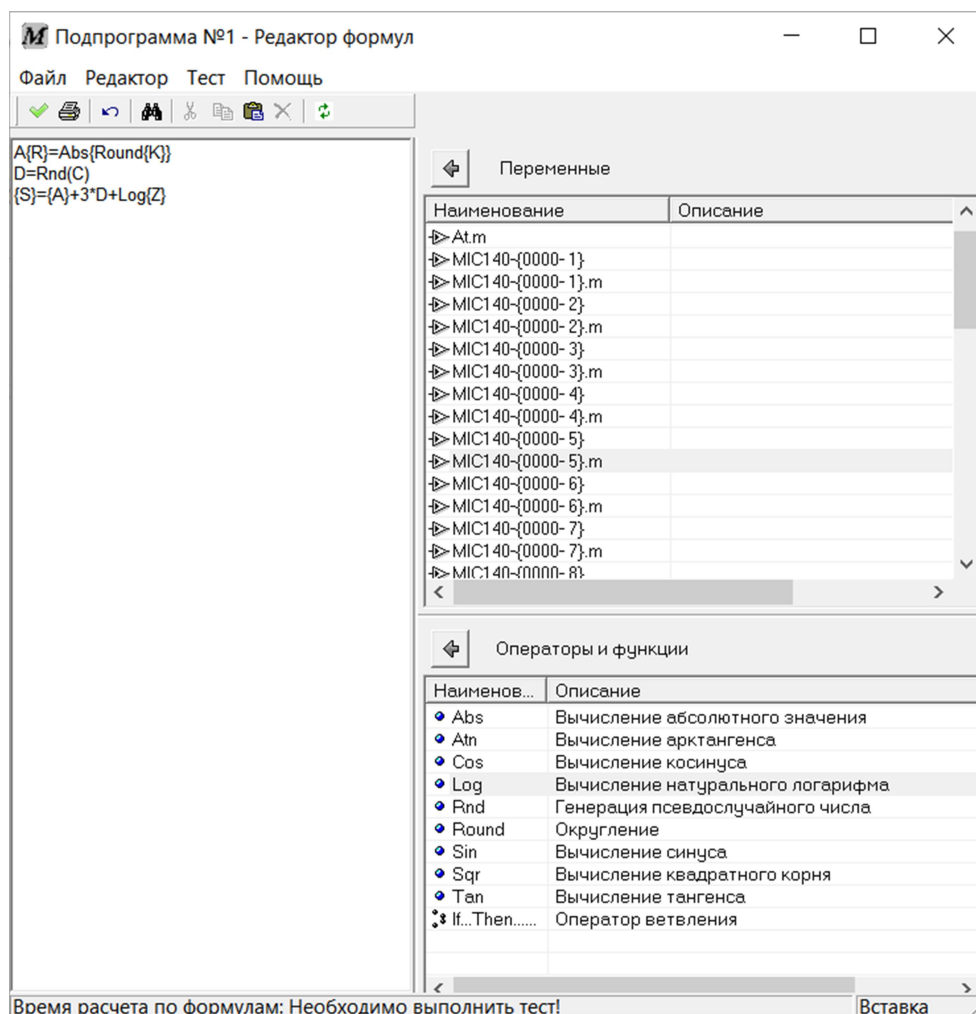 M Подпрограмма №1 - Редактор формул
Файл Редактор Тест Помощь
A{R}=Abs{Round{K}}
D=Rnd(C)
{S}={A}+3*D+Log{Z}
Переменные
Наименование Описание
At.m
MIC140-{0000- 1}
MIC140-{0000- 1}.m
MIC140-{0000- 2}
MIC140-{0000- 2}.m
MIC140-{0000- 3}
MIC140-{0000- 3}.m
MIC140-{0000- 4}
MIC140-{0000- 4}.m
MIC140-{0000- 5}
MIC140-{0000- 5}.m
MIC140-{0000- 6}
MIC140-{0000- 6}.m
MIC140-{0000- 7}
MIC140-{0000- 7}.m
MIC140-{0000- 8}
Операторы и функции
Наименов... Описание
Abs Вычисление абсолютного значения
Atn Вычисление арктангенса
Cos Вычисление косинуса
Log Вычисление натурального логарифма
Rnd Генерация псевдослучайного числа
Round Округление
Sin Вычисление синуса
Sqr Вычисление квадратного корня
Tan Вычисление тангенса
If...Then...... Оператор ветвления
Время расчета по формулам: Необходимо выполнить тест! Вставка